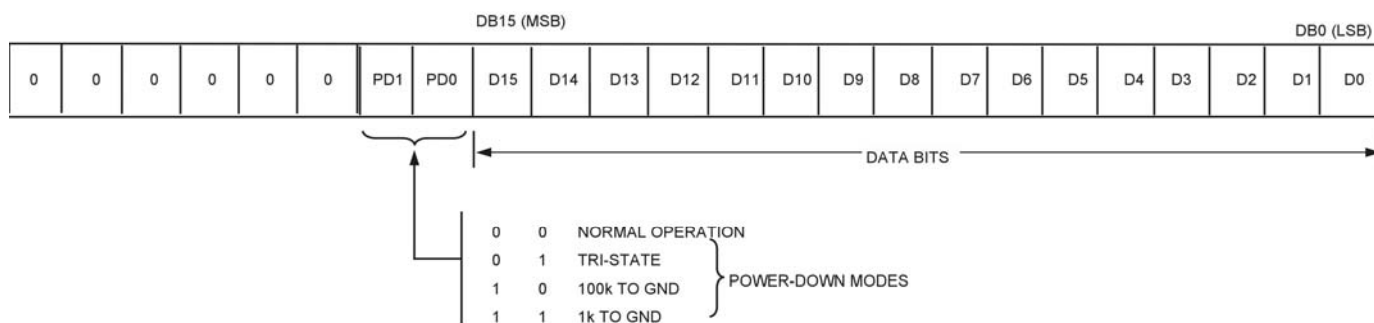 DB15 (MSB)
DB0 (LSB)
0 0 0 0 0 0 PD1 PD0 D15 D14 D13 D12 D11 D10 D9 D8 D7 D6 D5 D4 D3 D2 D1 D0
DATA BITS
0 0 NORMAL OPERATION
0 1 TRI-STATE
POWER-DOWN MODES
1 0 100k TO GND
1 1 1k TO GND